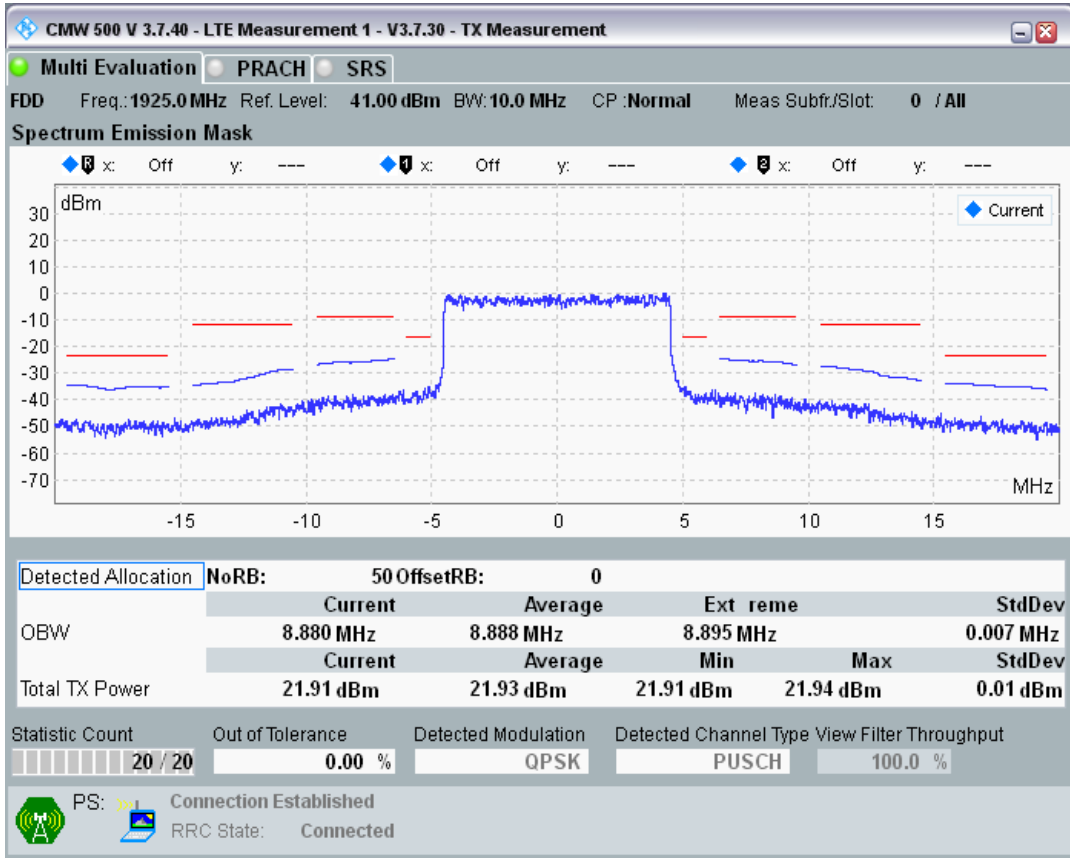 CMW 500 V 3.7.40 - LTE Measurement 1 - V3.7.30 - TX Measurement
Multi Evaluation PRACH SRS
FDD Freq.: 1925.0 MHz Ref. Level: 41.00 dBm BW: 10.0 MHz CP :Normal Meas Subfr./Slot: 0 / All
Spectrum Emission Mask
R x: Off y: --- 1 x: Off y: --- 2 x: Off y: ---
dBm
Current
30
20
10
0
-10
-20
-30
-40
-50
-60
-70
MHz
-15 -10 -5 0 5 10 15
Detected Allocation NoRB: 50 OffsetRB: 0
Current Average Ext reme StdDev
OBW 8.880 MHz 8.888 MHz 8.895 MHz 0.007 MHz
Current Average Min Max StdDev
Total TX Power 21.91 dBm 21.93 dBm 21.91 dBm 21.94 dBm 0.01 dBm
Statistic Count Out of Tolerance Detected Modulation Detected Channel Type View Filter Throughput
20 / 20 0.00 % QPSK PUSCH 100.0 %
PS: Connection Established
RRC State: Connected